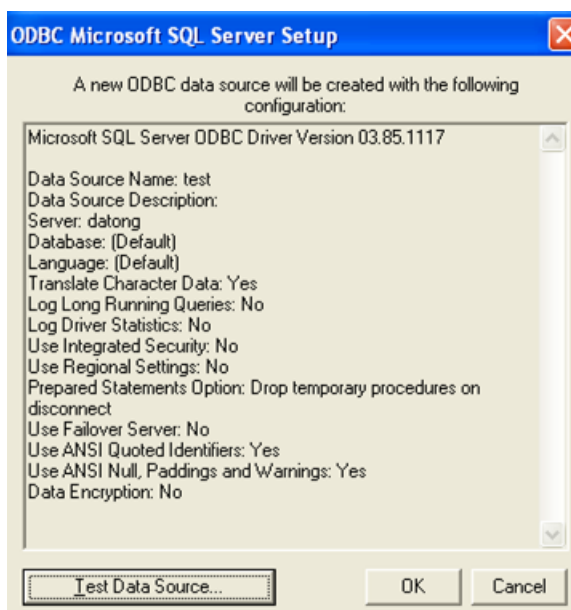 ODBC Microsoft SQL Server Setup
A new ODBC data source will be created with the following
configuration:
Microsoft SQL Server ODBC Driver Version 03.85.1117
Data Source Name: test
Data Source Description:
Server: datong
Database: (Default)
Language: (Default)
Translate Character Data: Yes
Log Long Running Queries: No
Log Driver Statistics: No
Use Integrated Security: No
Use Regional Settings: No
Prepared Statements Option: Drop temporary procedures on
disconnect
Use Failover Server: No
Use ANSI Quoted Identifiers: Yes
Use ANSI Null, Paddings and Warnings: Yes
Data Encryption: No
Test Data Source...
OK
Cancel